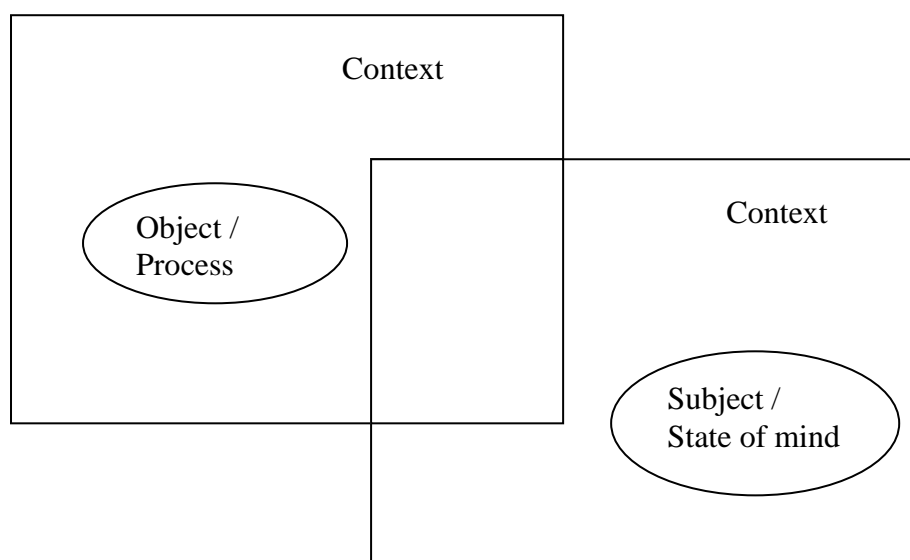 Context
Object /
Process
Context
Subject /
State of mind